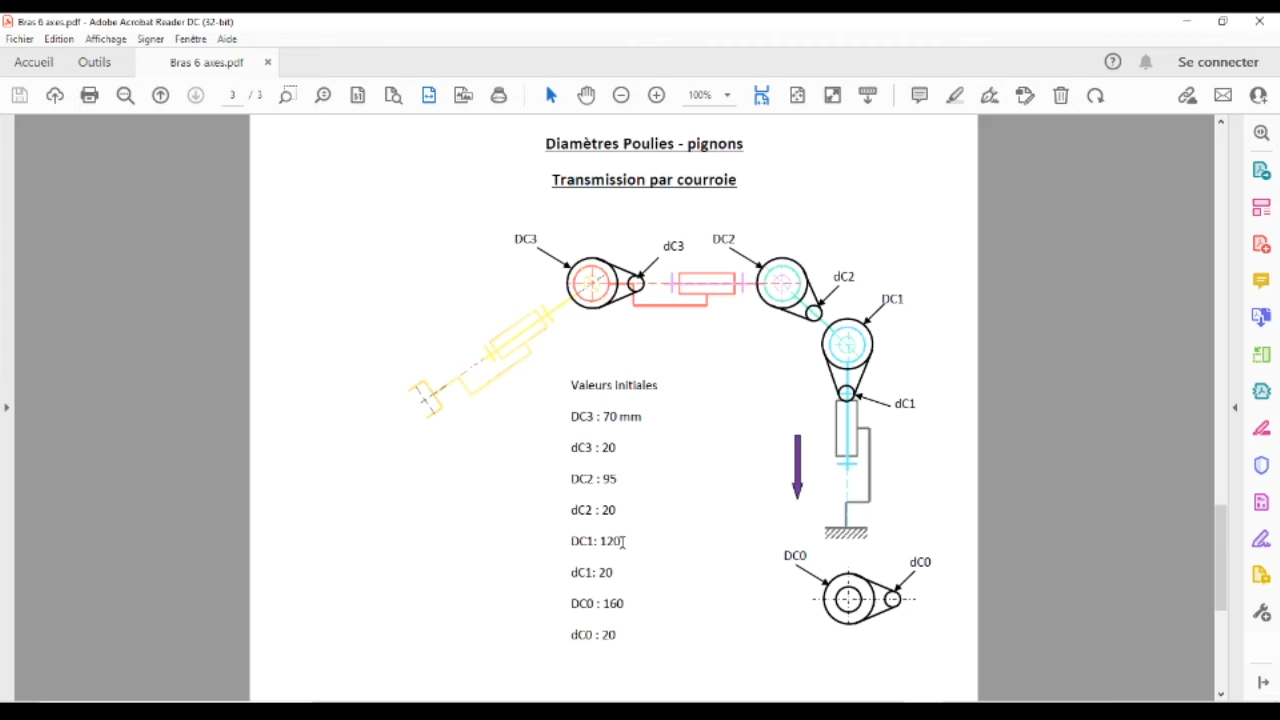 Bras 6 axes.pdf - Adobe Acrobat Reader DC (32-bit)
Fichier Edition Affichage Signer Fenêtre Aide
Accueil Outils Bras 6 axes.pdf × Se connecter
3 / 3 100%
Diamètres Poulies - pignons
Transmission par courroie
DC3 dC3 DC2
dC2
DC1
dC1
Valeurs initiales
DC3 : 70 mm
dC3 : 20
DC2 : 95
dC2 : 20
DC1: 120
dC1: 20
DC0 : 160
dC0 : 20
DC0 dC0